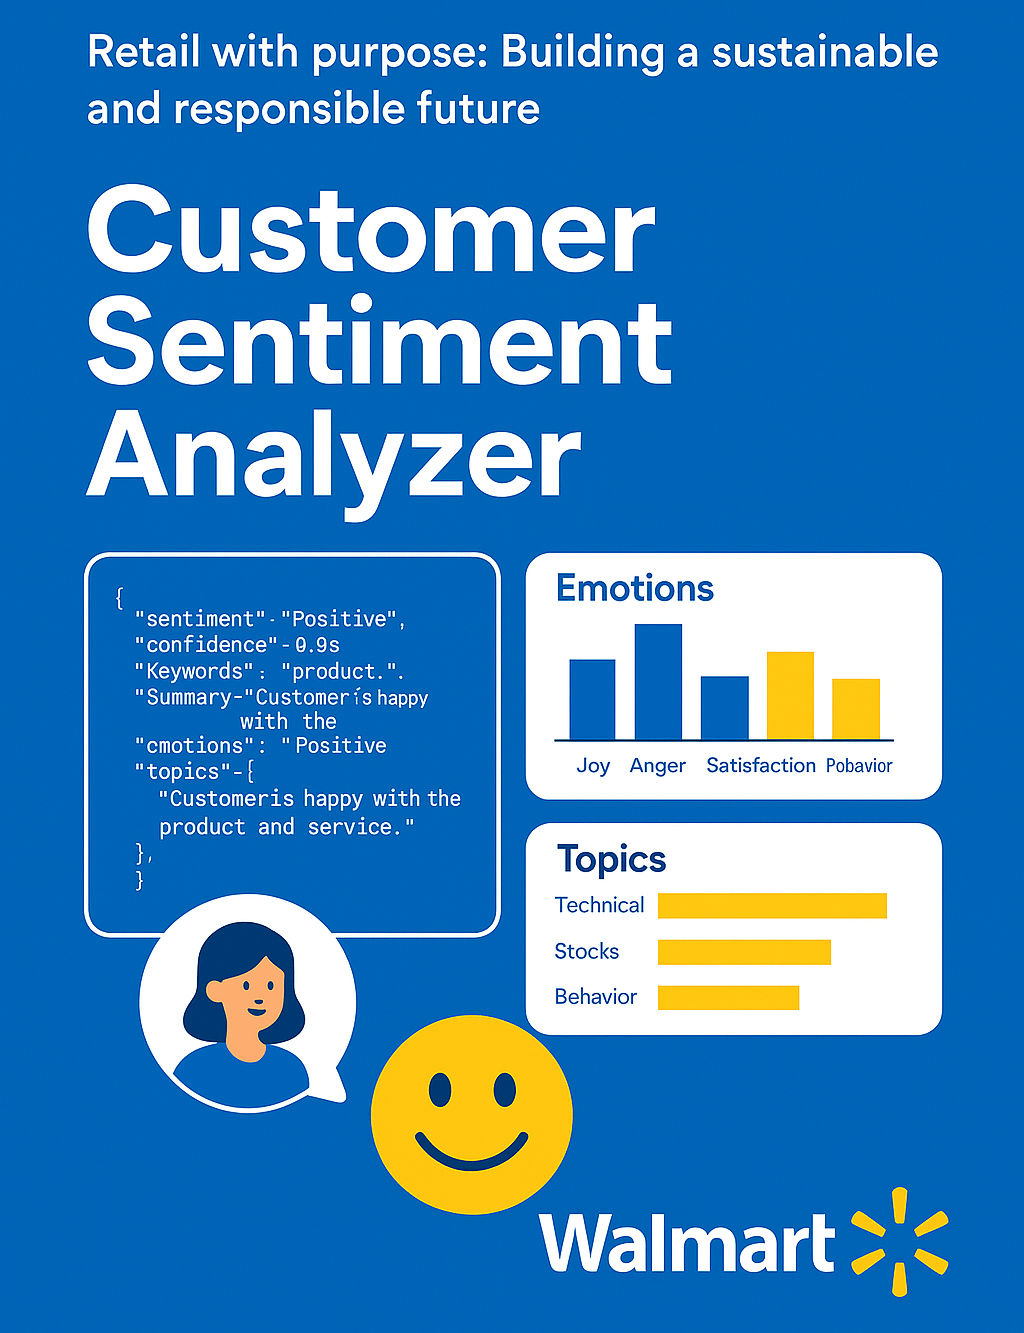 Retail with purpose: Building a sustainable
and responsible future
Customer
Sentiment
Analyzer
{
"sentiment"-"Positive",
"confidence"-0.9s
"Keywords": "product.".
"Summary-"Customerís happy
with the
"cmotions": "Positive
"topics"-[
"Customeris happy with the
product and service."
},
}
Emotions
Joy Anger Satisfaction Pobavior
Topics
Technical
Stocks
Behavior
Walmart